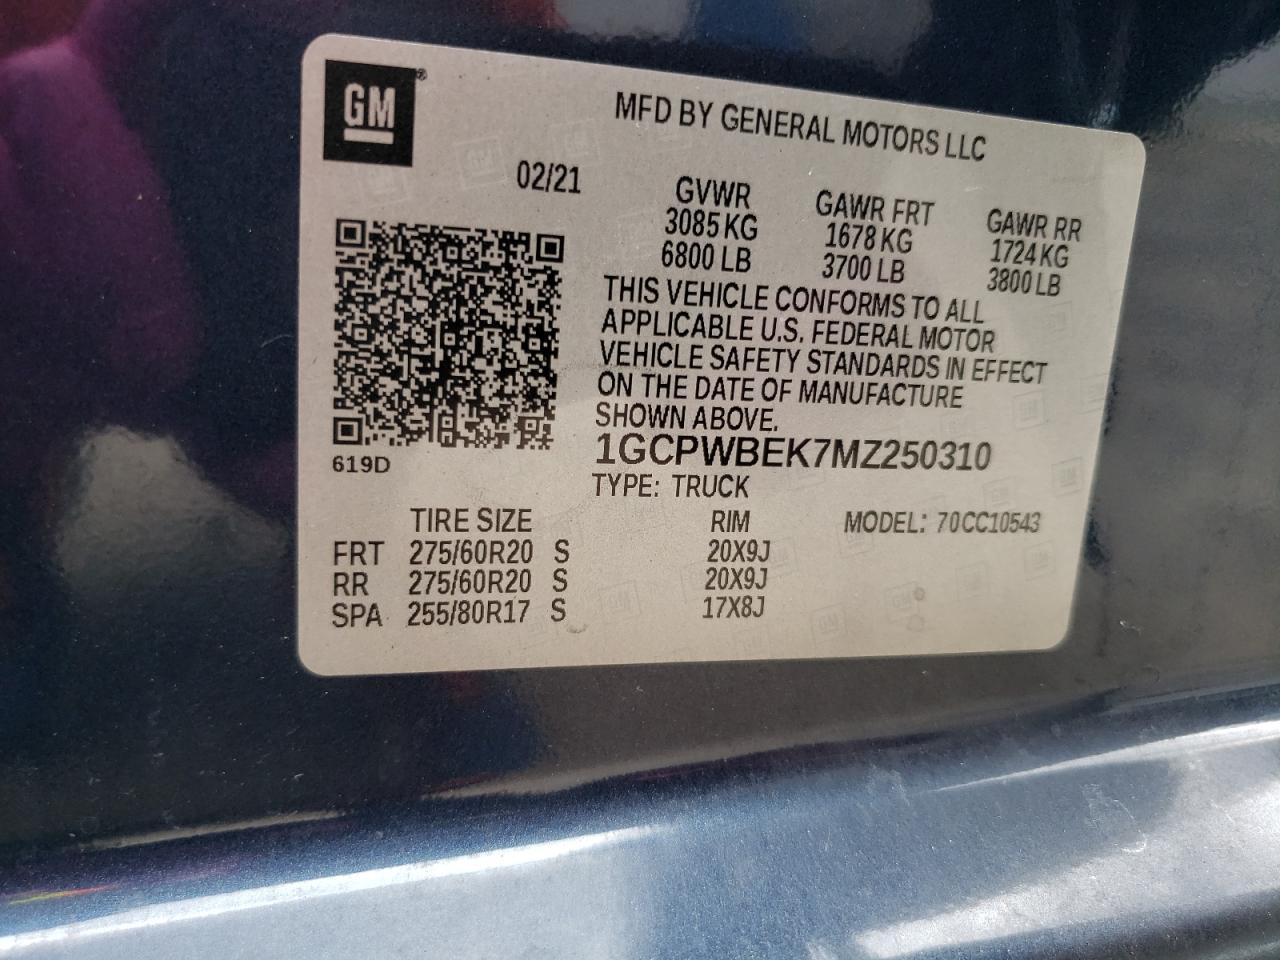 GM®
MFD BY GENERAL MOTORS LLC
02/21
GVWR GAWR FRT GAWR RR
3085 KG 1678 KG 1724 KG
6800 LB 3700 LB 3800 LB
THIS VEHICLE CONFORMS TO ALL
APPLICABLE U.S. FEDERAL MOTOR
VEHICLE SAFETY STANDARDS IN EFFECT
ON THE DATE OF MANUFACTURE
SHOWN ABOVE.
619D
1GCPWBEK7MZ250310
TYPE: TRUCK
TIRE SIZE RIM MODEL: 70CC10543
FRT 275/60R20 S 20X9J
RR 275/60R20 S 20X9J
SPA 255/80R17 S 17X8J